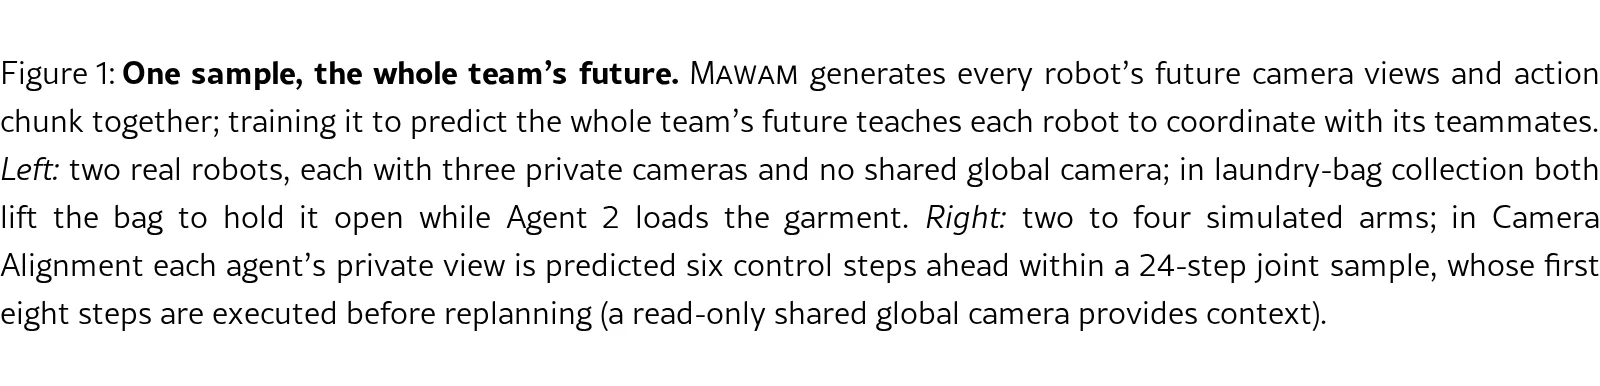 Figure 1: One sample, the whole team’s future. MAWAM generates every robot’s future camera views and action
chunk together; training it to predict the whole team’s future teaches each robot to coordinate with its teammates.
Left: two real robots, each with three private cameras and no shared global camera; in laundry-bag collection both
lift the bag to hold it open while Agent 2 loads the garment. Right: two to four simulated arms; in Camera
Alignment each agent’s private view is predicted six control steps ahead within a 24-step joint sample, whose first
eight steps are executed before replanning (a read-only shared global camera provides context).